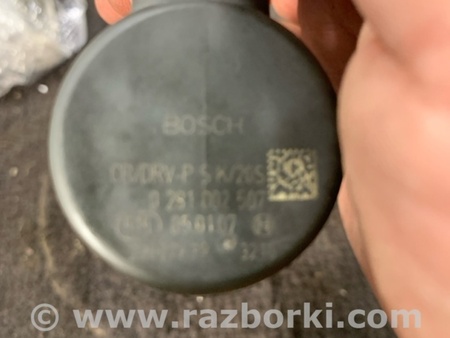 BOSCH
CR/DRV-P S K/20S
0 281 002 507
050107
© www.razborki.com